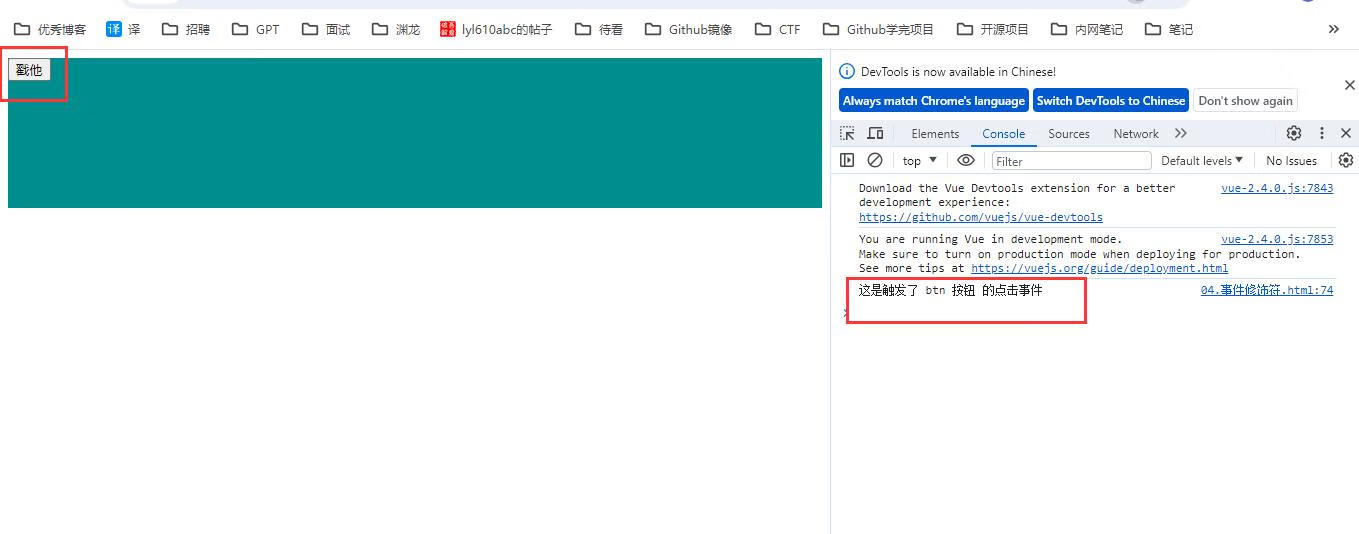 优秀博客 译 译 招聘 GPT 面试 渊龙 破吾愿解 lyl610abc的帖子 待看 Github镜像 CTF Github学完项目 开源项目 内网笔记 笔记
戳他
DevTools is now available in Chinese!
Always match Chrome's language Switch DevTools to Chinese Don't show again
Elements Console Sources Network
top Filter Default levels No Issues
Download the Vue Devtools extension for a better vue-2.4.0.js:7843
development experience:
https://github.com/vuejs/vue-devtools
You are running Vue in development mode. vue-2.4.0.js:7853
Make sure to turn on production mode when deploying for production.
See more tips at https://vuejs.org/guide/deployment.html
这是触发了 btn 按钮 的点击事件 04.事件修饰符.html:74